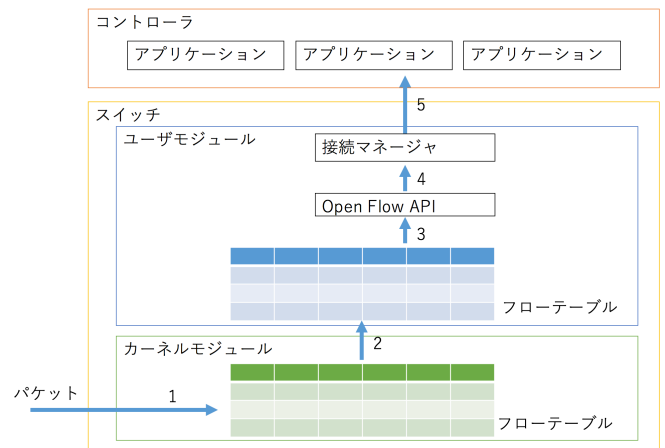 コントローラ
アプリケーション
アプリケーション
アプリケーション
5
スイッチ
ユーザモジュール
接続マネージャ
4
Open Flow API
3
フローテーブル
2
カーネルモジュール
パケット
1
フローテーブル